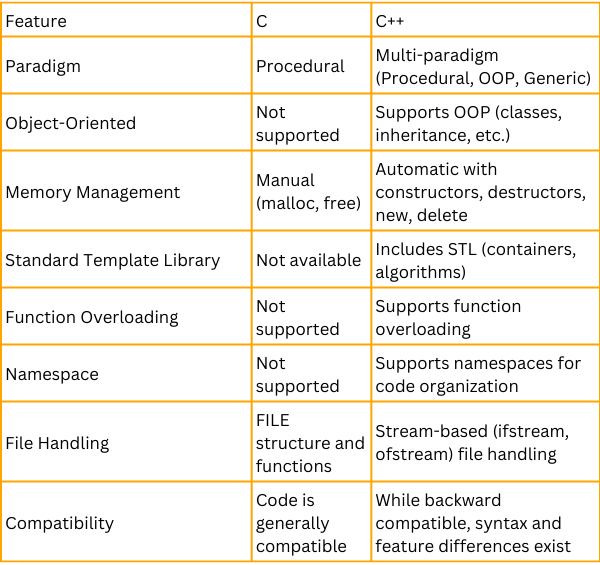 Feature
C
C++
Paradigm
Procedural
Multi-paradigm
(Procedural, OOP, Generic)
Object-Oriented
Not
supported
Supports OOP (classes,
inheritance, etc.)
Memory Management
Manual
(malloc, free)
Automatic with
constructors, destructors,
new, delete
Standard Template Library
Not available
Includes STL (containers,
algorithms)
Function Overloading
Not
supported
Supports function
overloading
Namespace
Not
supported
Supports namespaces for
code organization
File Handling
FILE
structure and
functions
Stream-based (ifstream,
ofstream) file handling
Compatibility
Code is
generally
compatible
While backward
compatible, syntax and
feature differences exist